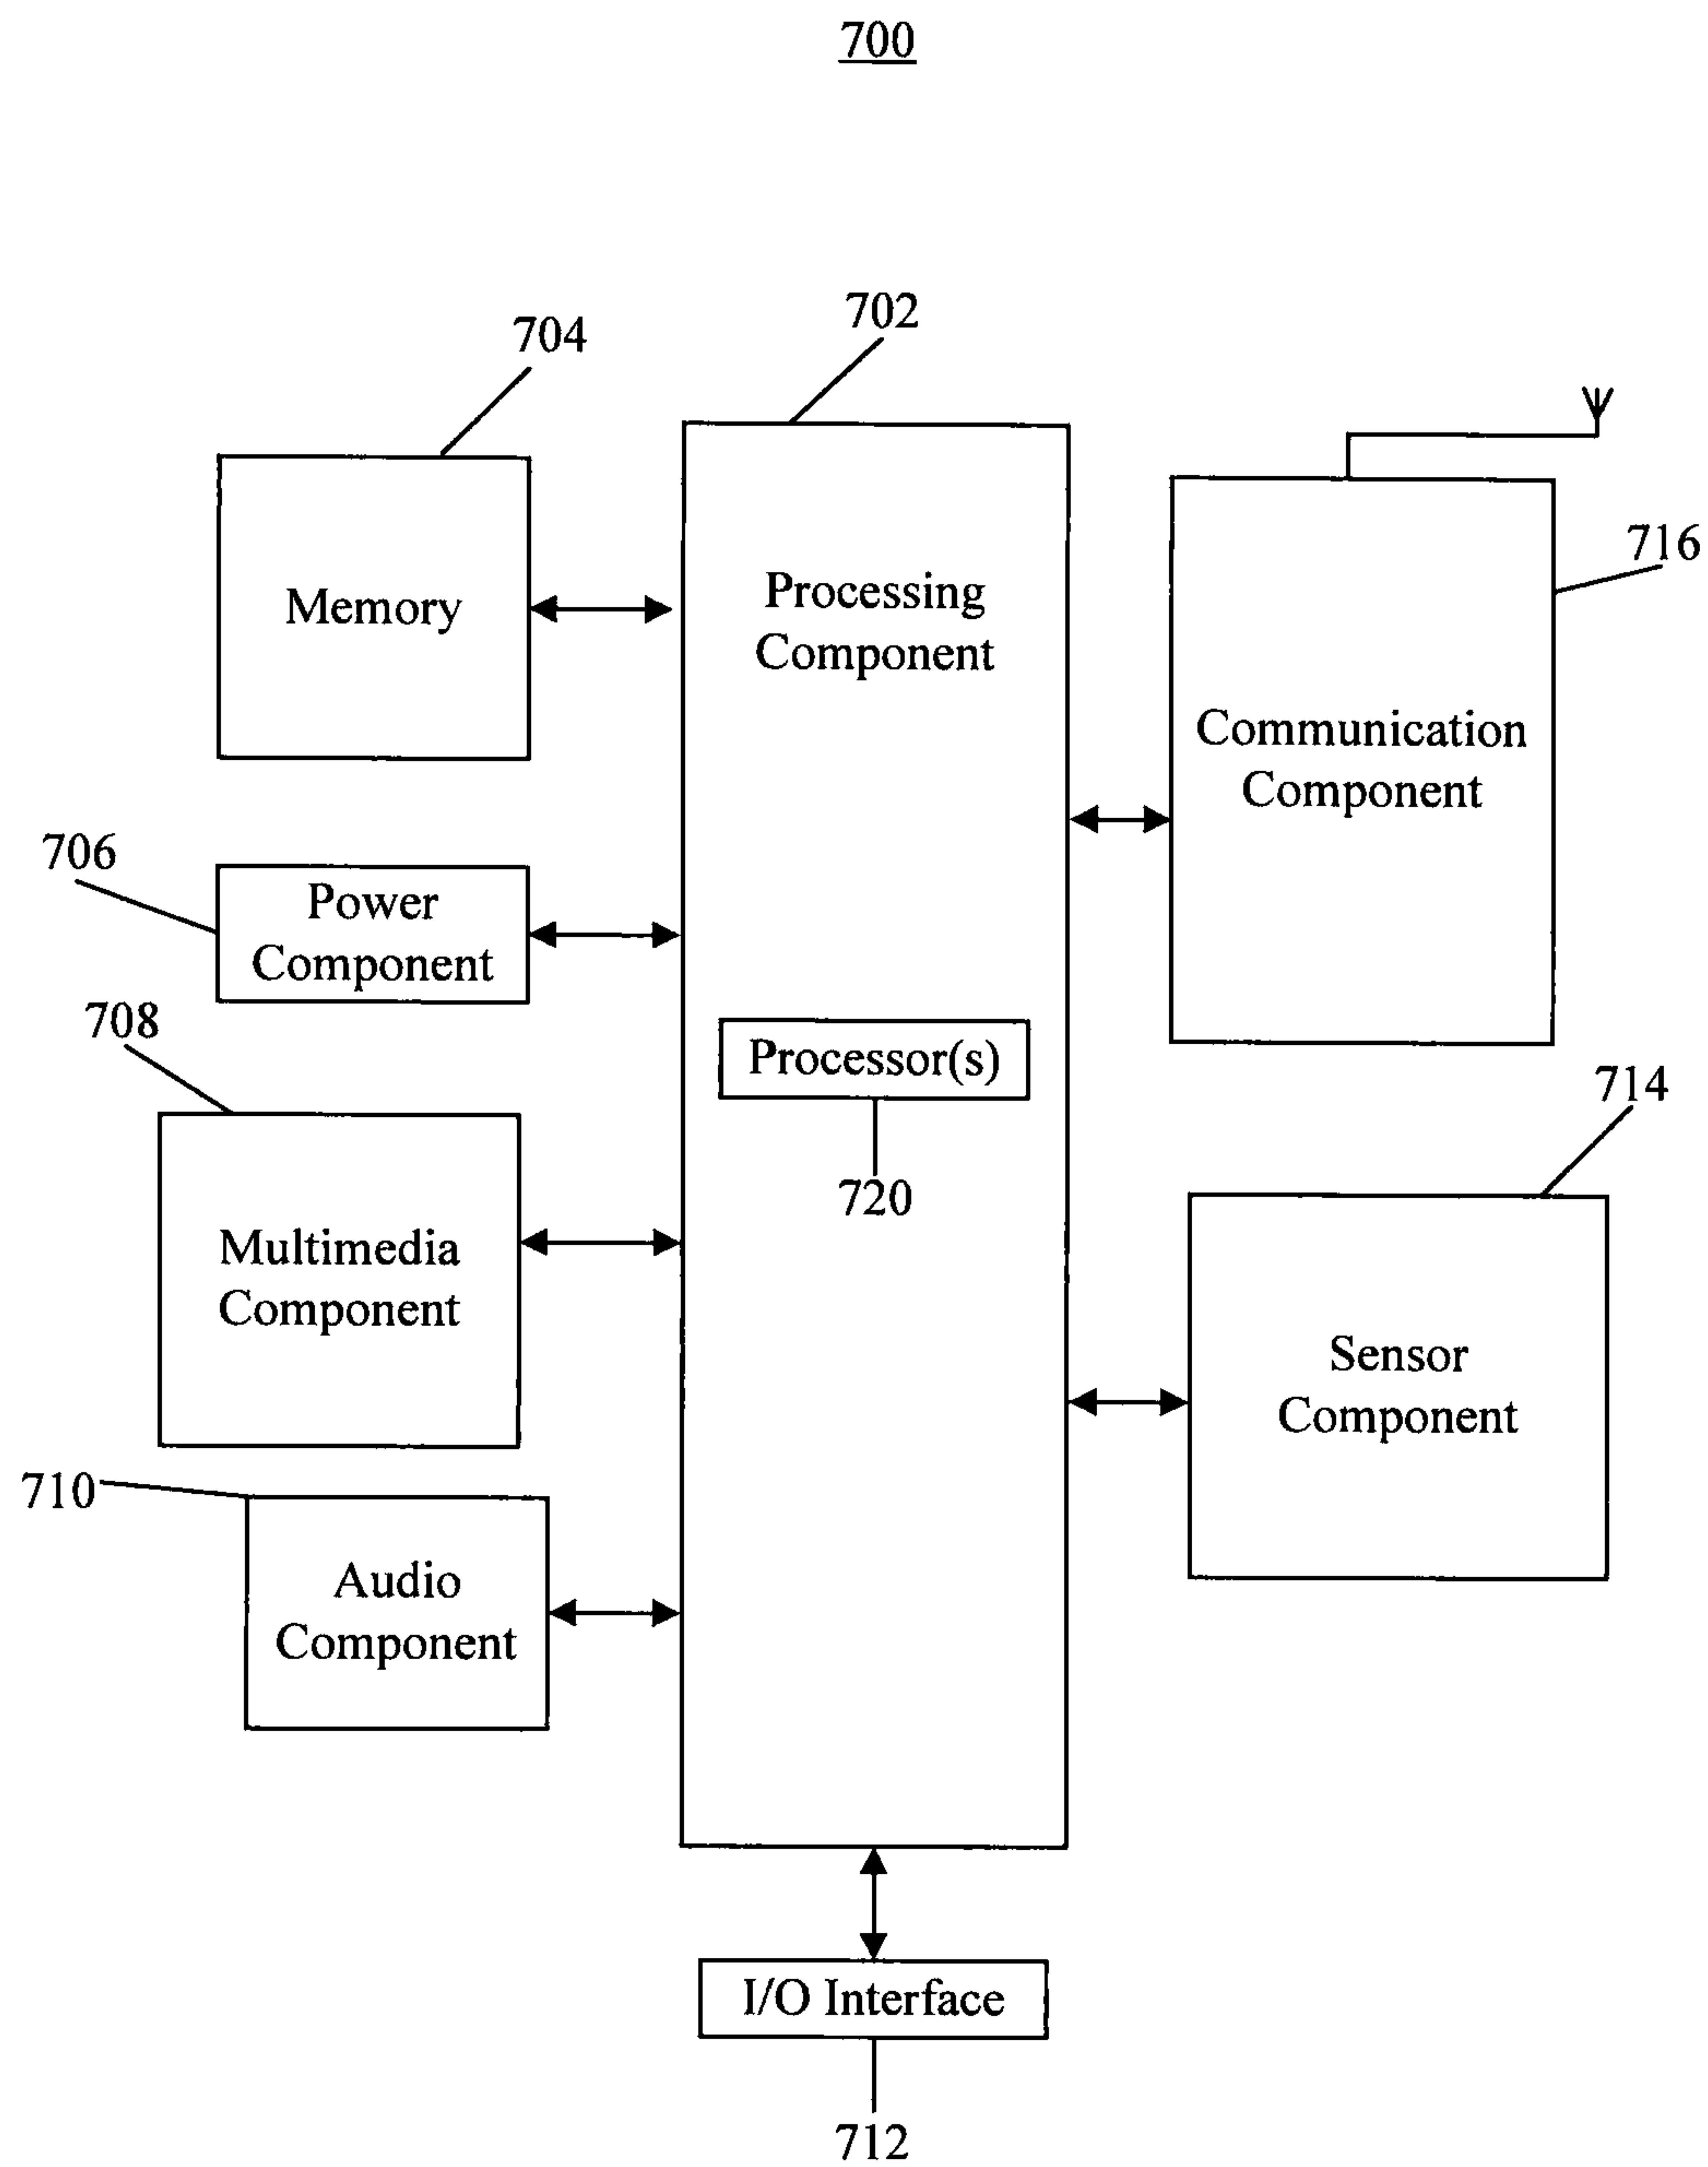 700
702
704
716
Memory
Processing
Component
Communication
Component
706
Power
Component
708
Processor(s)
714
720
Multimedia
Component
Sensor
Component
710
Audio
Component
I/O Interface
712